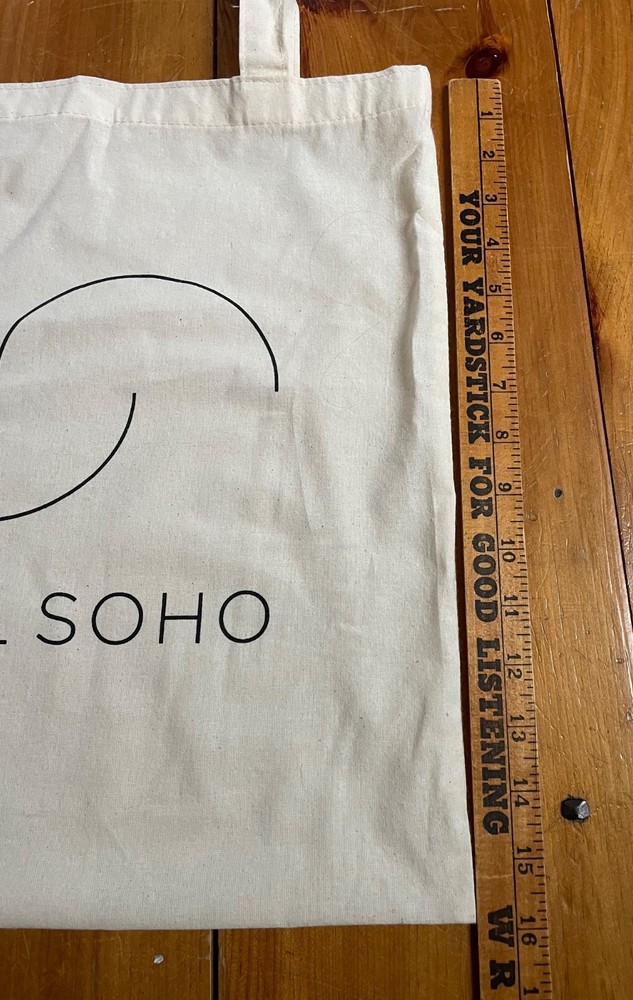 SOHO
YOUR YARDSTICK FOR GOOD LISTENING
W R
1 2 3 4 5 6 7 8 9 10 11 12 13 14 15 16